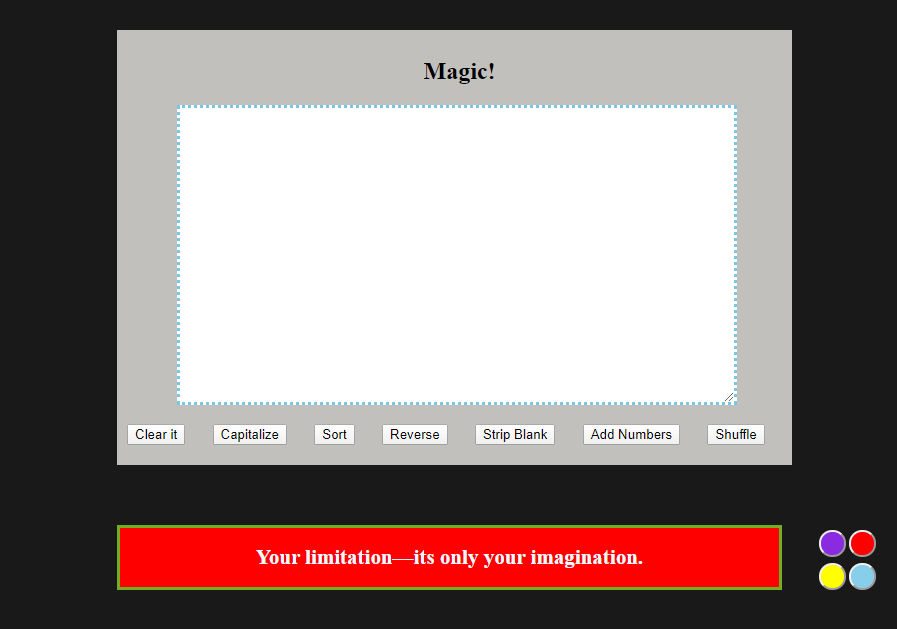 Magic!
Clear it Capitalize Sort Reverse Strip Blank Add Numbers Shuffle
Your limitation—its only your imagination.